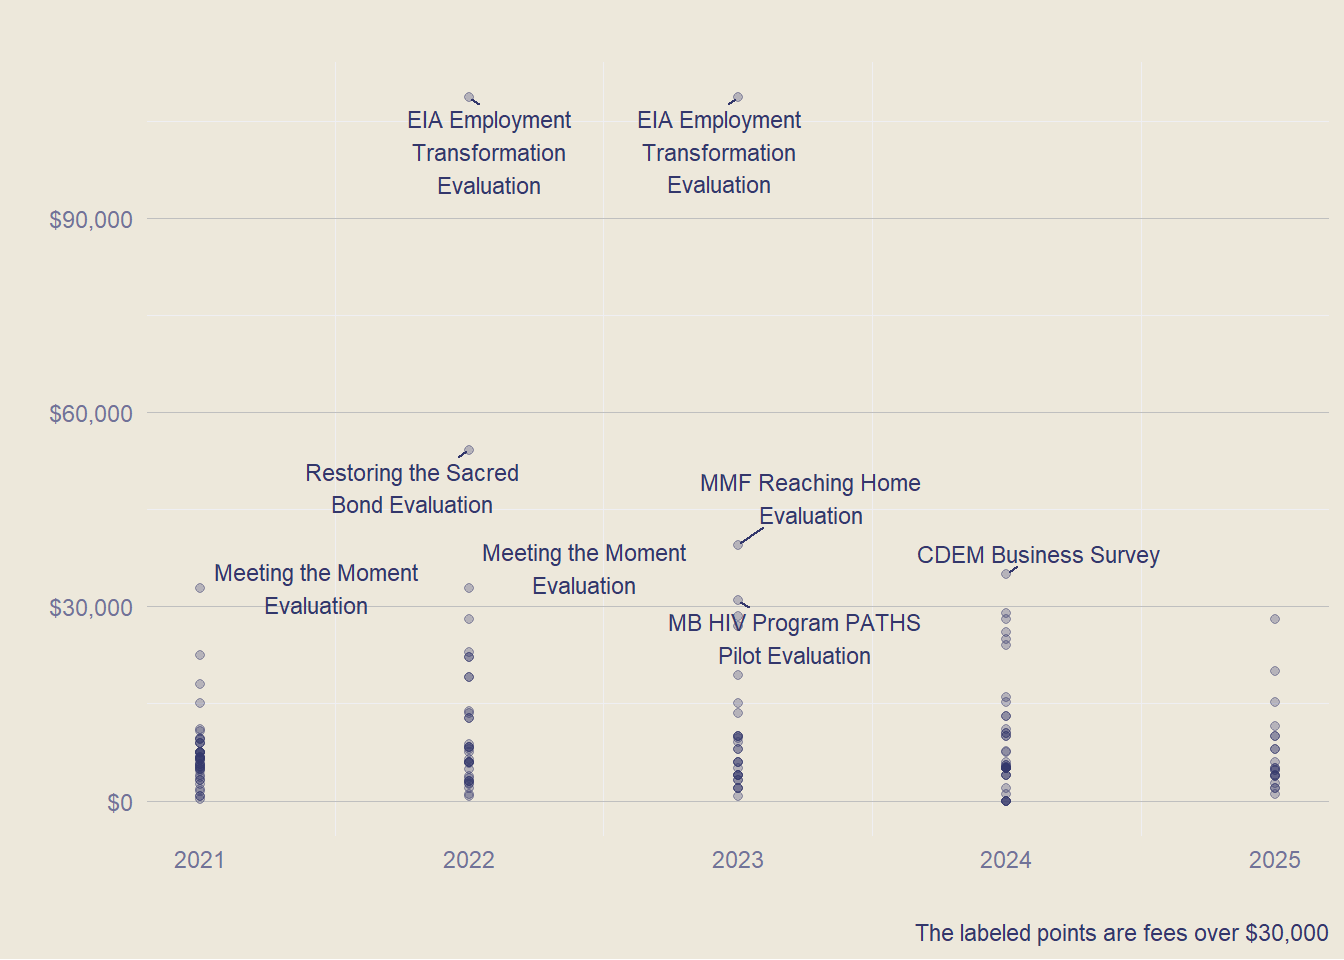 EIA Employment
Transformation
Evaluation
EIA Employment
Transformation
Evaluation
$90,000
$60,000
Restoring the Sacred
Bond Evaluation
MMF Reaching Home
Evaluation
Meeting the Moment
Evaluation
CDEM Business Survey
Meeting the Moment
Evaluation
$30,000
MB HIV Program PATHS
Pilot Evaluation
$0
2021
2022
2023
2024
2025
The labeled points are fees over $30,000